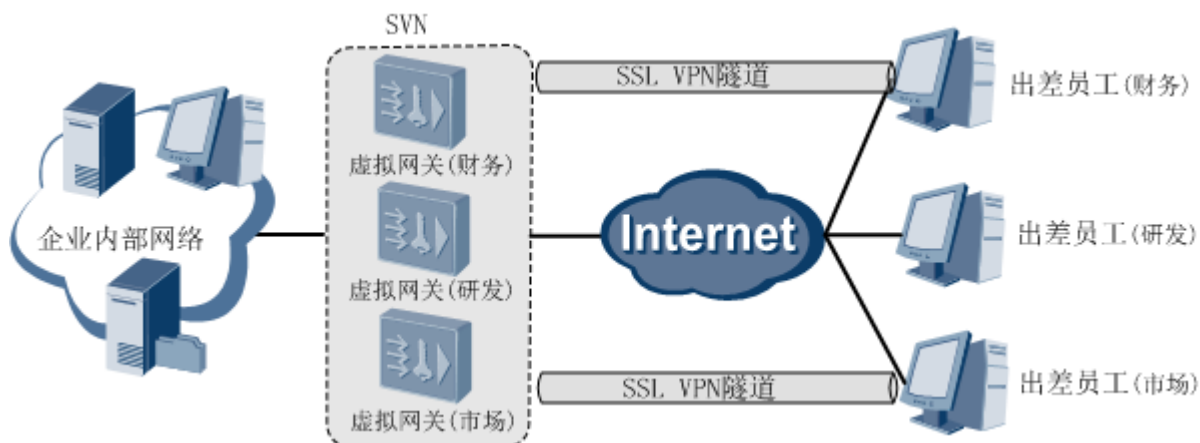 SVN
SSL VPN隧道
出差员工(财务)
虚拟网关(财务)
企业内部网络
Internet
出差员工(研发)
虚拟网关(研发)
SSL VPN隧道
出差员工(市场)
虚拟网关(市场)